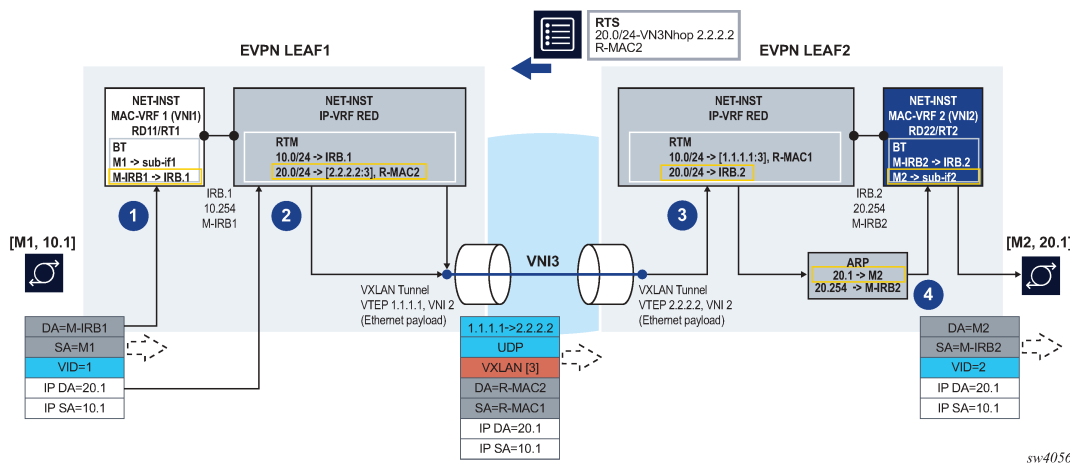 RTS
20.0/24-VN3Nhop 2.2.2.2
R-MAC2
EVPN LEAF1
EVPN LEAF2
NET-INST
MAC-VRF 1 (VNI1)
RD11/RT1
BT
M1 -> sub-if1
M-IRB1 -> IRB.1
NET-INST
IP-VRF RED
RTM
10.0/24 -> IRB.1
20.0/24 -> [2.2.2.2:3], R-MAC2
NET-INST
IP-VRF RED
RTM
10.0/24 -> [1.1.1.1:3], R-MAC1
20.0/24 -> IRB.2
NET-INST
MAC-VRF 2 (VNI2)
RD22/RT2
BT
M-IRB2 -> IRB.2
M2 -> sub-if2
1
IRB.1
10.254
M-IRB1
2
3
IRB.2
20.254
M-IRB2
[M1, 10.1]
VNI3
[M2, 20.1]
ARP
20.1 -> M2
20.254 -> M-IRB2
4
VXLAN Tunnel
VTEP 1.1.1.1, VNI 2
(Ethernet payload)
VXLAN Tunnel
VTEP 2.2.2.2, VNI 2
(Ethernet payload)
DA=M-IRB1
SA=M1
VID=1
IP DA=20.1
IP SA=10.1
1.1.1.1->2.2.2.2
UDP
VXLAN [3]
DA=R-MAC2
SA=R-MAC1
IP DA=20.1
IP SA=10.1
DA=M2
SA=M-IRB2
VID=2
IP DA=20.1
IP SA=10.1
sw4056